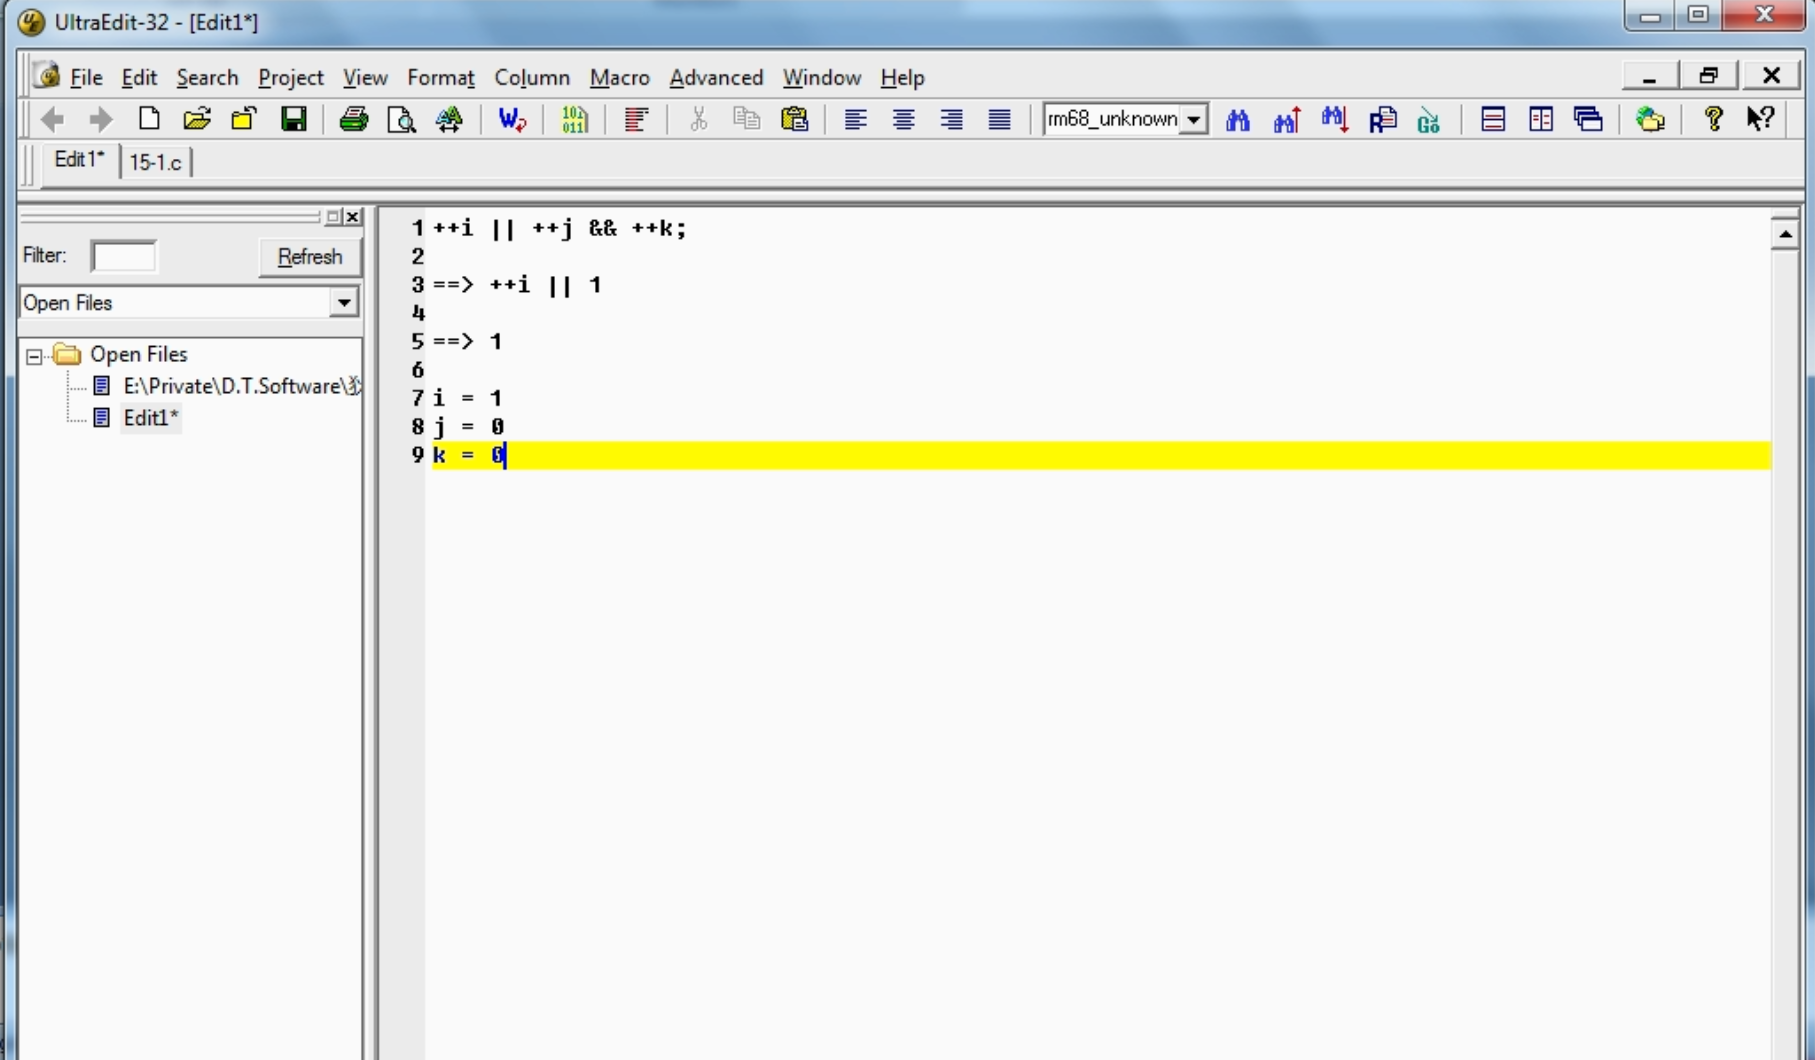 UltraEdit-32 - [Edit1*]
File Edit Search Project View Format Column Macro Advanced Window Help
rm68_unknown
Edit1* 15-1.c
Filter: Refresh
Open Files
Open Files
E:\Private\D.T.Software\
Edit1*
1 ++i || ++j && ++k;
2
3 ==> ++i || 1
4
5 ==> 1
6
7 i = 1
8 j = 0
9 k = 0